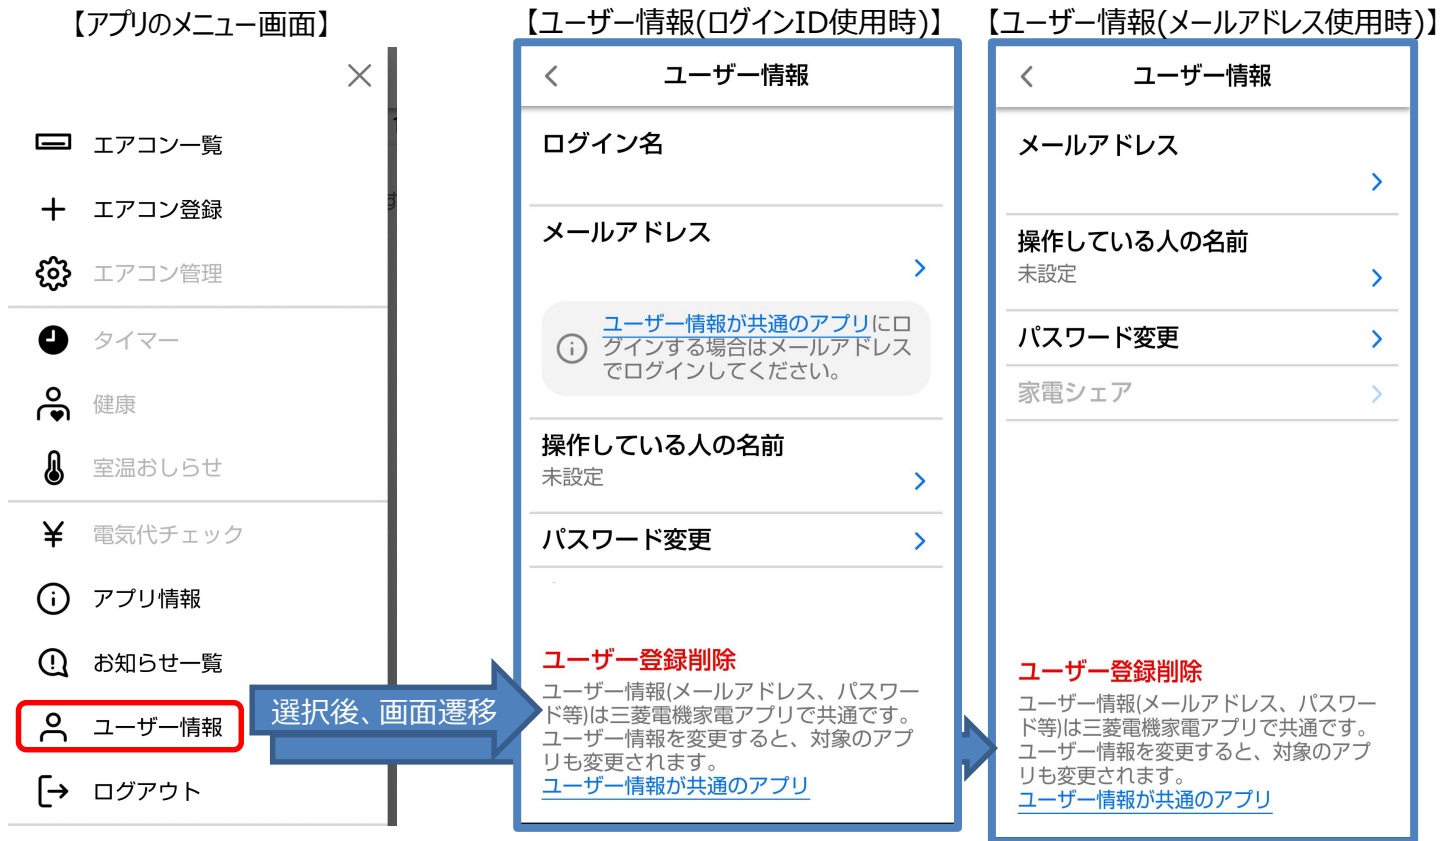 【アプリのメニュー画面】
エアコン一覧
エアコン登録
エアコン管理
タイマー
健康
室温おしらせ
電気代チェック
アプリ情報
お知らせ一覧
ユーザー情報
ログアウト
選択後、画面遷移
【ユーザー情報(ログインID使用時)】
ユーザー情報
ログイン名
メールアドレス
ユーザー情報が共通のアプリにロ
グインする場合はメールアドレス
でログインしてください。
操作している人の名前
未設定
パスワード変更
ユーザー登録削除
ユーザー情報(メールアドレス、パスワー
ド等)は三菱電機家電アプリで共通です。
ユーザー情報を変更すると、対象のアプ
リも変更されます。
ユーザー情報が共通のアプリ
【ユーザー情報(メールアドレス使用時)】
ユーザー情報
メールアドレス
操作している人の名前
未設定
パスワード変更
家電シェア
ユーザー登録削除
ユーザー情報(メールアドレス、パスワー
ド等)は三菱電機家電アプリで共通です。
ユーザー情報を変更すると、対象のアプ
リも変更されます。
ユーザー情報が共通のアプリ